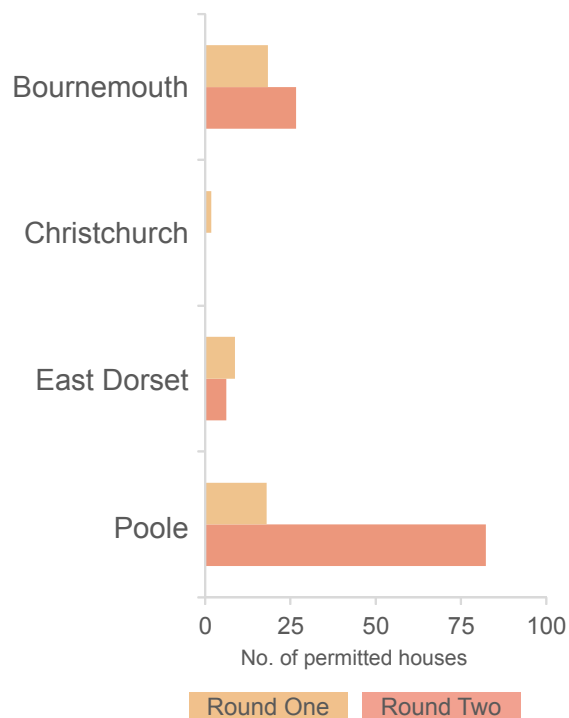 Bournemouth
Christchurch
East Dorset
Poole
0 25 50 75 100
No. of permitted houses
Round One Round Two